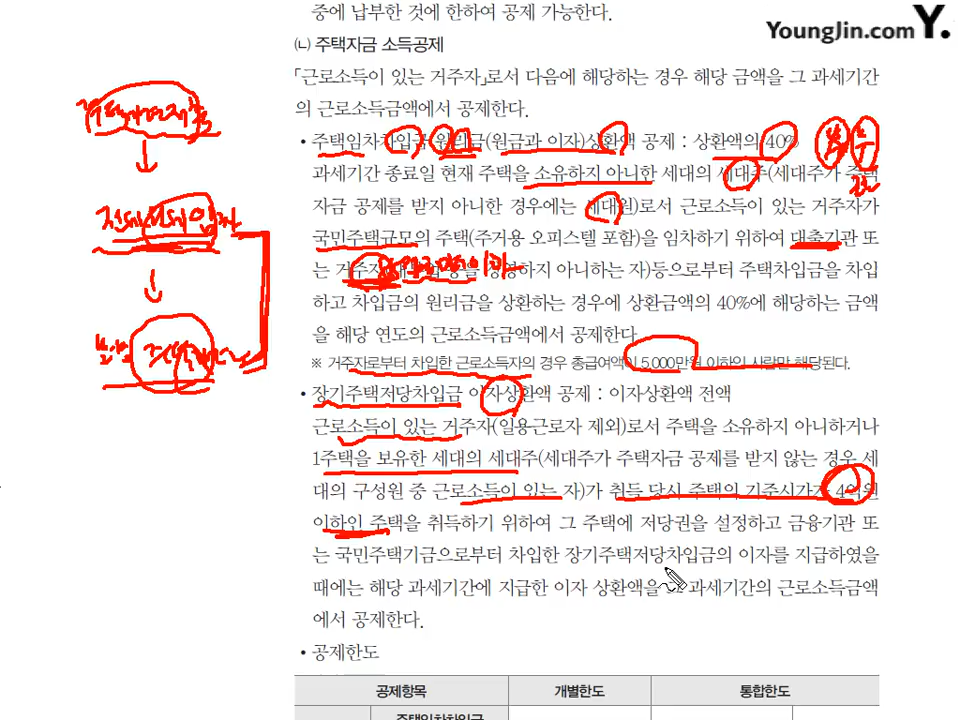 중에 납부한 것에 한하여 공제 가능한다.
YoungJin.com Y.
(ㄴ) 주택자금 소득공제
「근로소득이 있는 거주자」로서 다음에 해당하는 경우 해당 금액을 그 과세기간
의 근로소득금액에서 공제한다.
• 주택임차차입금 원리금(원금과 이자)상환액 공제 : 상환액의 40%
과세기간 종료일 현재 주택을 소유하지 아니한 세대의 세대주(세대주가 주택
자금 공제를 받지 아니한 경우에는 세대원)로서 근로소득이 있는 거주자가
국민주택규모의 주택(주거용 오피스텔 포함)을 임차하기 위하여 대출기관 또
는 거주자 하지 아니하는 자)등으로부터 주택차입금을 차입
하고 차입금의 원리금을 상환하는 경우에 상환금액의 40%에 해당하는 금액
을 해당 연도의 근로소득금액에서 공제한다.
※ 거주자로부터 차입한 근로소득자의 경우 총급여액이 5,000만원 이하인 사람만 해당된다.
• 장기주택저당차입금 이자상환액 공제 : 이자상환액 전액
근로소득이 있는 거주자(일용근로자 제외)로서 주택을 소유하지 아니하거나
1주택을 보유한 세대의 세대주(세대주가 주택자금 공제를 받지 않는 경우 세
대의 구성원 중 근로소득이 있는 자)가 취득 당시 주택의 기준시가가 4억원
이하인 주택을 취득하기 위하여 그 주택에 저당권을 설정하고 금융기관 또
는 국민주택기금으로부터 차입한 장기주택저당차입금의 이자를 지급하였을
때에는 해당 과세기간에 지급한 이자 상환액을 과세기간의 근로소득금액
에서 공제한다.
• 공제한도
공제항목 개별한도 통합한도
주택임차차입금